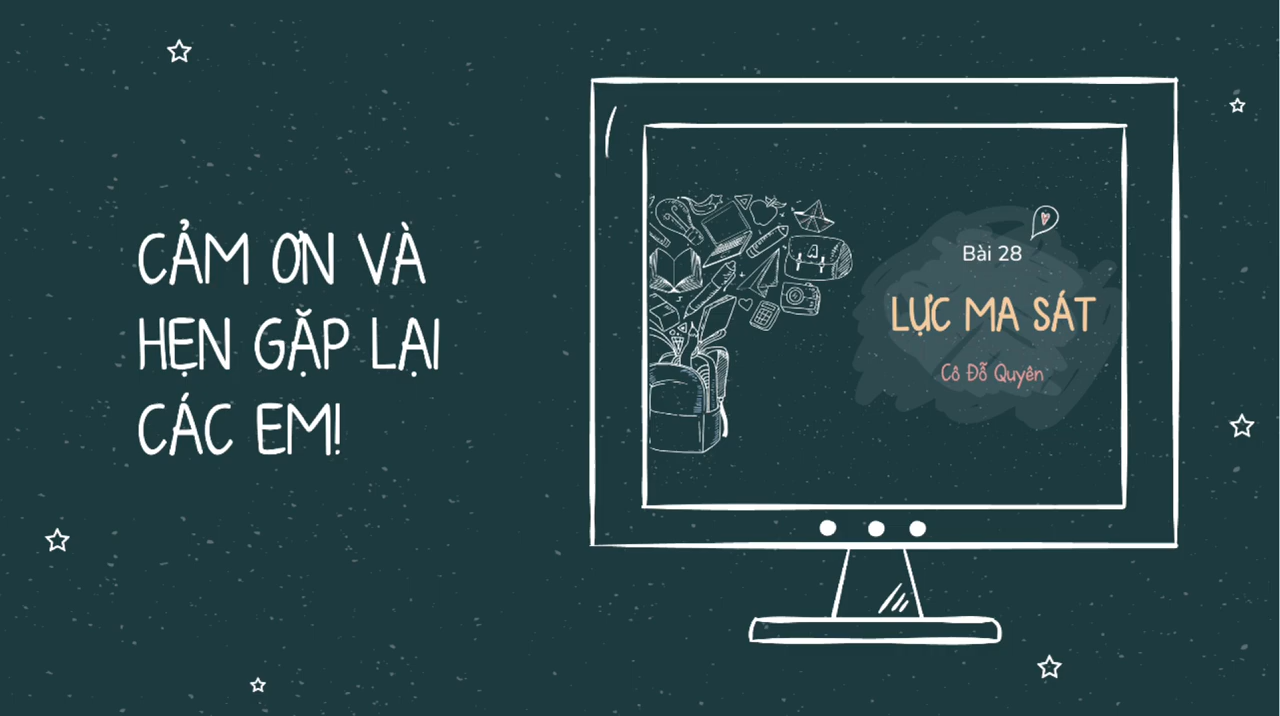 CẢM ƠN VÀ
HẸN GẶP LẠI
CÁC EM!
Bài 28
LỰC MA SÁT
Cô Đỗ Quyên